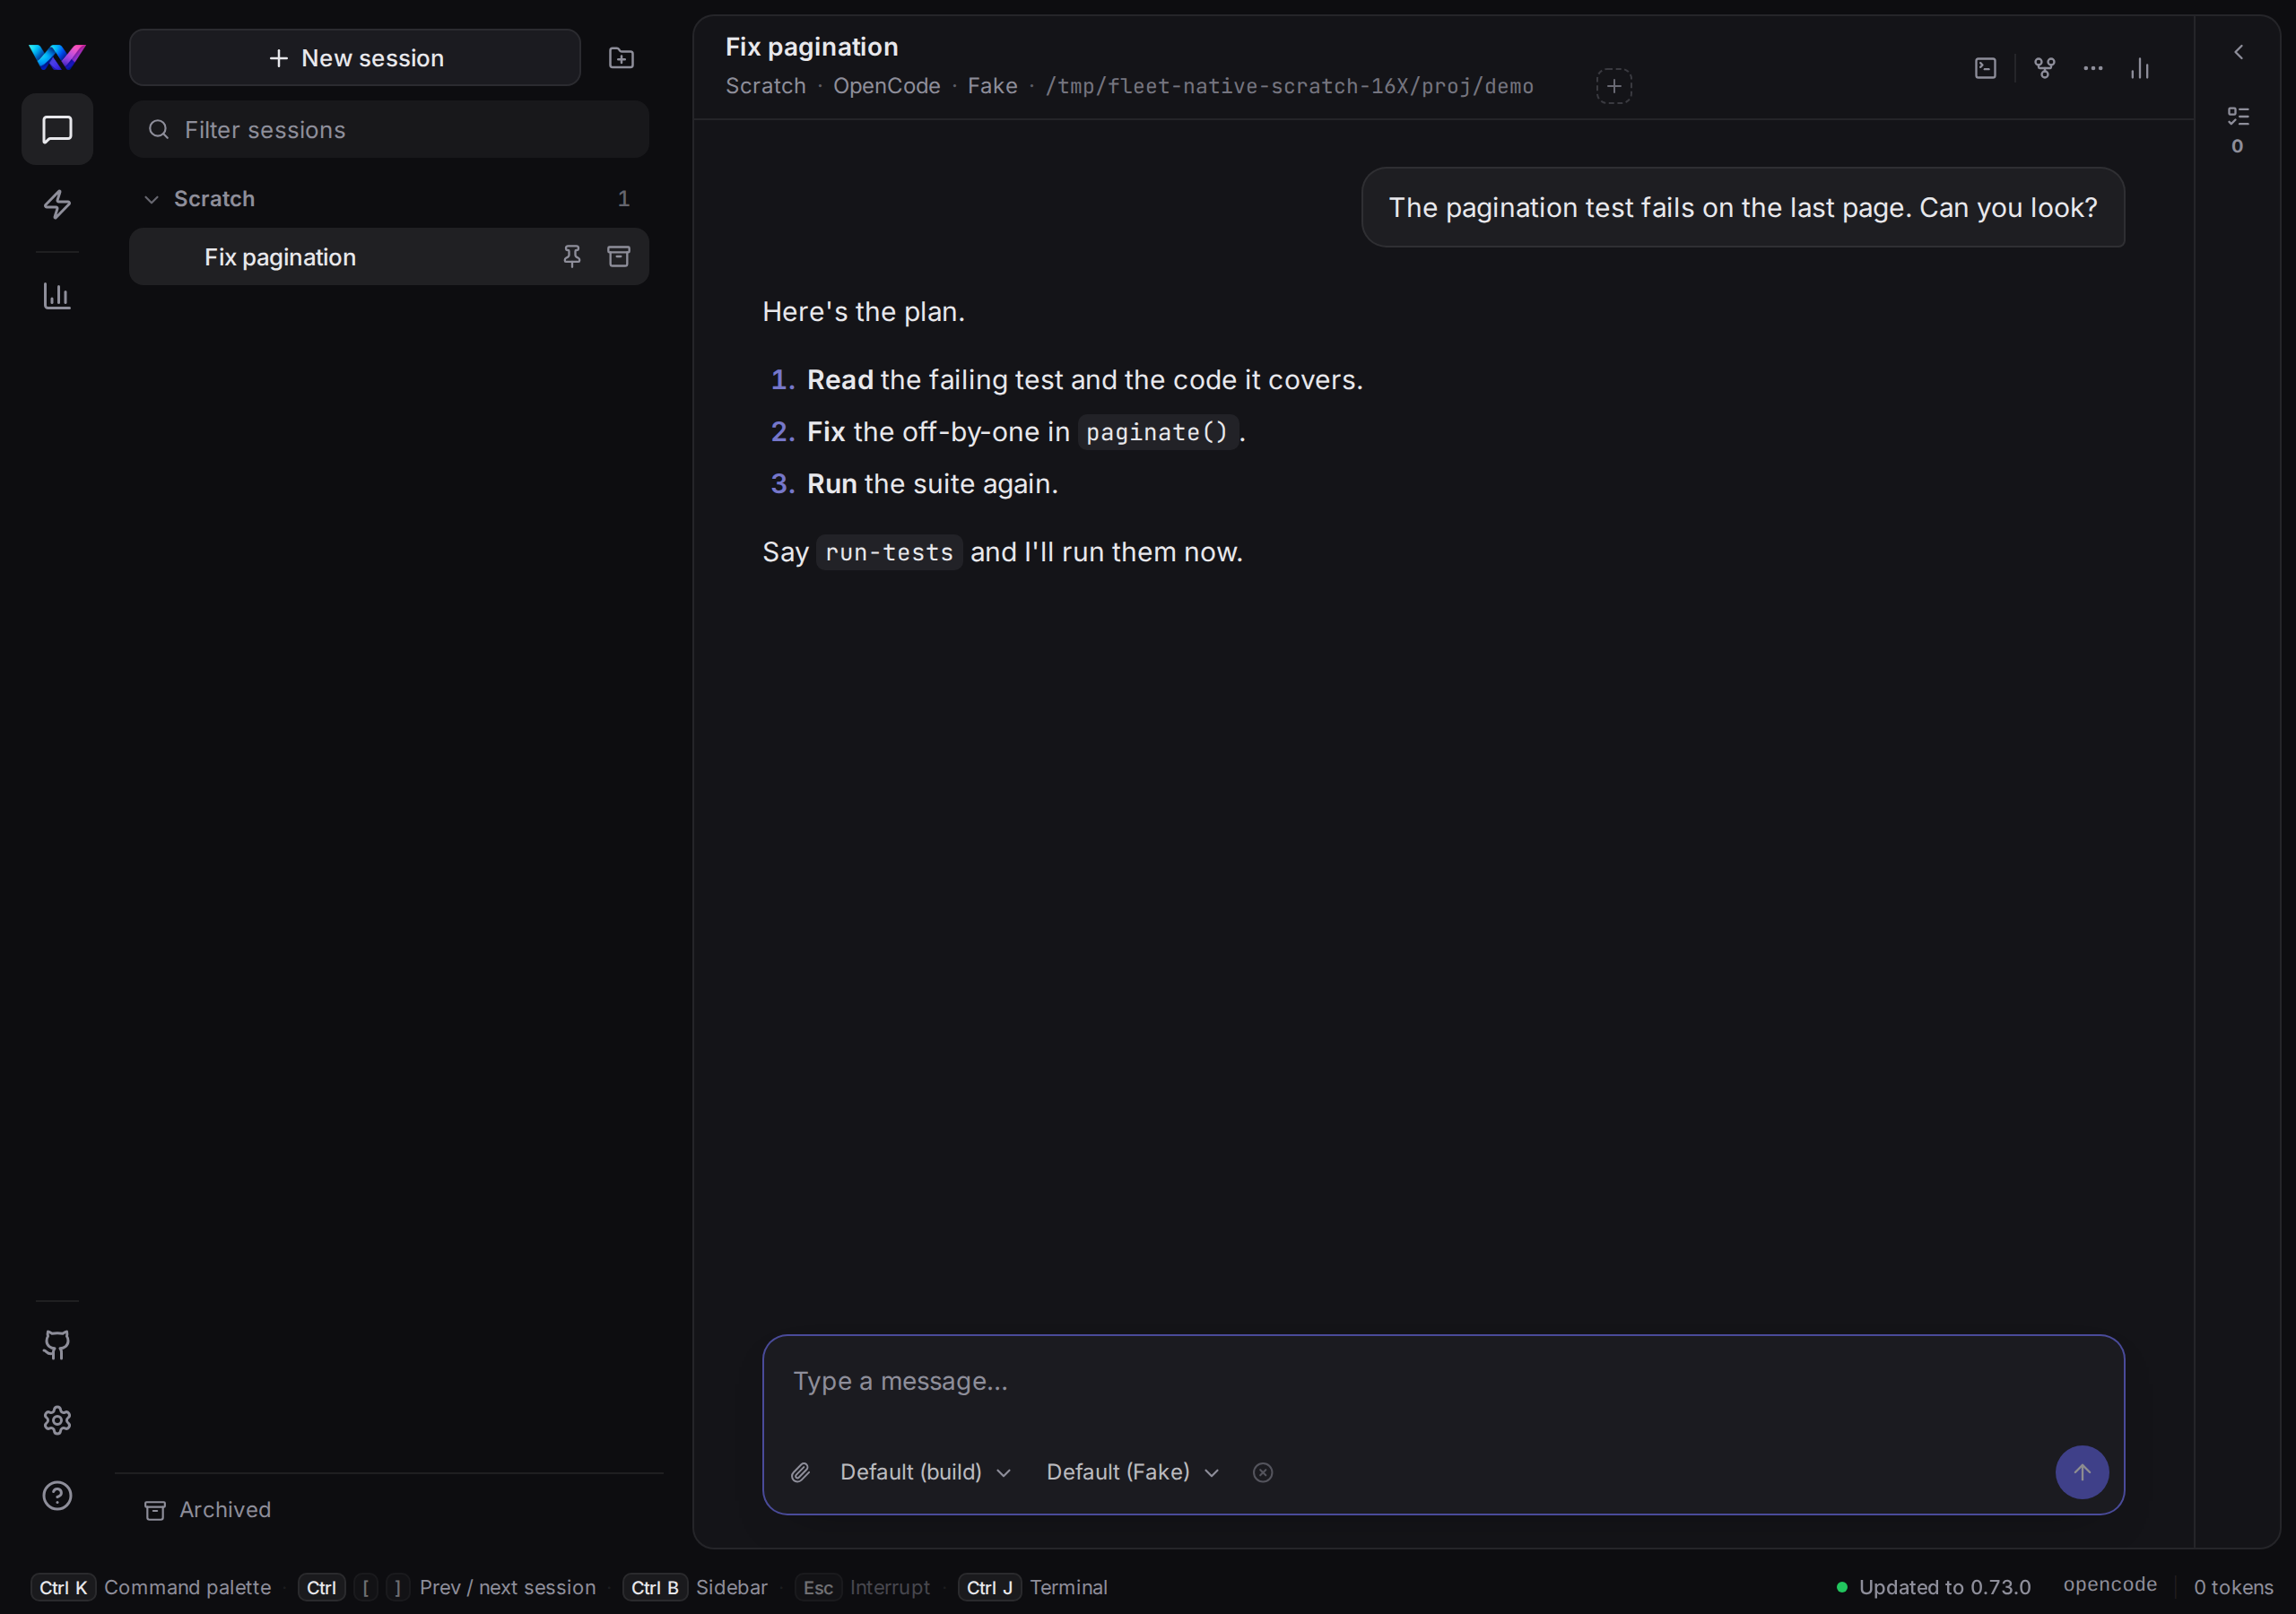 New session
Filter sessions
Scratch 1
Fix pagination
Archived
Fix pagination
Scratch · OpenCode · Fake · /tmp/fleet-native-scratch-16X/proj/demo
0
The pagination test fails on the last page. Can you look?
Here's the plan.
1. Read the failing test and the code it covers.
2. Fix the off-by-one in paginate().
3. Run the suite again.
Say run-tests and I'll run them now.
Type a message...
Default (build) Default (Fake)
Ctrl K Command palette · Ctrl [ ] Prev / next session · Ctrl B Sidebar · Esc Interrupt · Ctrl J Terminal
Updated to 0.73.0 opencode 0 tokens